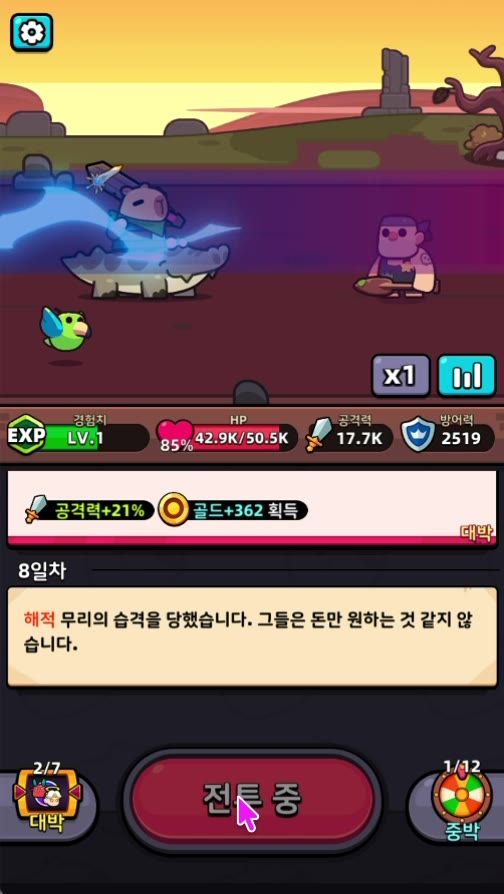 x1
경험치
EXP LV.1
HP
85% 42.9K/50.5K
공격력
17.7K
방어력
2519
공격력+21% 골드+362 획득
대박
8일차
해적 무리의 습격을 당했습니다. 그들은 돈만 원하는 것 같지 않
습니다.
2/7
대박
전투 중
1/12
중박